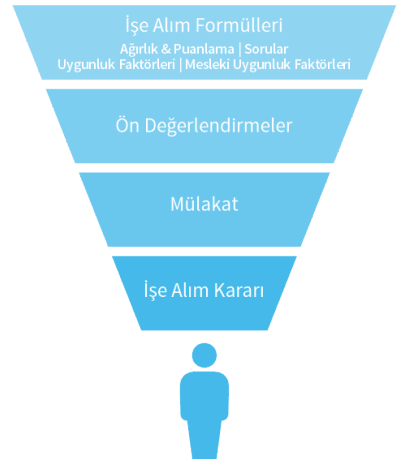 İşe Alım Formülleri
Ağırlık & Puanlama | Sorular
Uygunluk Faktörleri | Mesleki Uygunluk Faktörleri
Ön Değerlendirmeler
Mülakat
İşe Alım Kararı